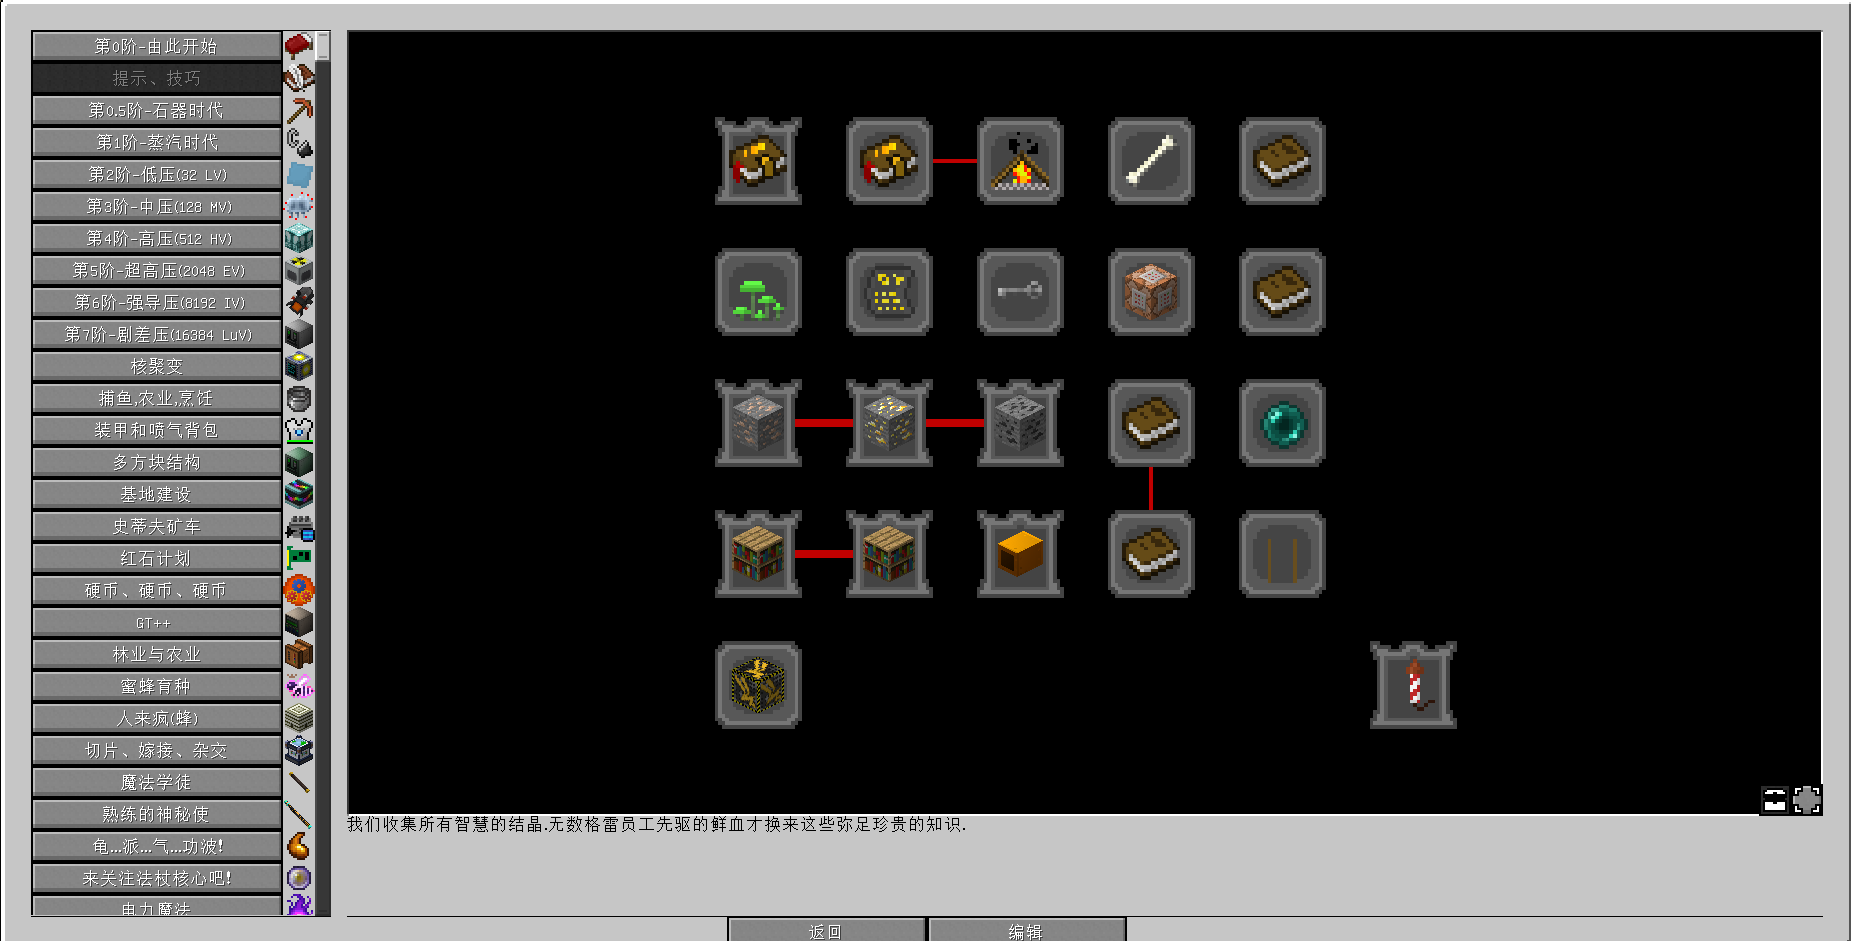 第0阶-由此开始
提示、技巧
第0.5阶-石器时代
第1阶-蒸汽时代
第2阶-低压(32 LV)
第3阶-中压(128 MV)
第4阶-高压(512 HV)
第5阶-超高压(2048 EV)
第6阶-强导压(8192 IV)
第7阶-剧差压(16384 LuV)
核聚变
捕鱼,农业,烹饪
装甲和喷气背包
多方块结构
基地建设
史蒂夫矿车
红石计划
硬币、硬币、硬币
GT++
林业与农业
蜜蜂育种
人来疯(蜂)
切片、嫁接、杂交
魔法学徒
熟练的神秘使
龟...派...气...功波!
来关注法杖核心吧!
电力魔法
我们收集所有智慧的结晶.无数格雷员工先驱的鲜血才换来这些弥足珍贵的知识.
返回
编辑